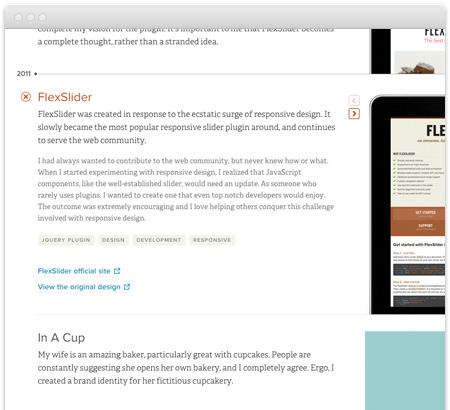 complete my vision for the plugin. It's important to me that FlexSlider becomes
a complete thought, rather than a stranded idea.
2011
FlexSlider
FlexSlider was created in response to the ecstatic surge of responsive design. It
slowly became the most popular responsive slider plugin around, and continues
to serve the web community.
I had always wanted to contribute to the web community, but never knew how or what.
When I started experimenting with responsive design, I realized that JavaScript
components, like the well-established slider, would need an update. As someone who
rarely uses plugins, I wanted to create one that even top notch developers would enjoy.
The outcome was extremely encouraging and I love helping others conquer this challenge
involved with responsive design.
JQUERY PLUGIN DESIGN DEVELOPMENT RESPONSIVE
FlexSlider official site
View the original design
In A Cup
My wife is an amazing baker, particularly great with cupcakes. People are
constantly suggesting she opens her own bakery, and I completely agree. Ergo, I
created a brand identity for her fictitious cupcakery.
FLEX
The best
FLE
WHY FLEXSLIDER
GET STARTED
SUPPORT
Get started with FlexSlider